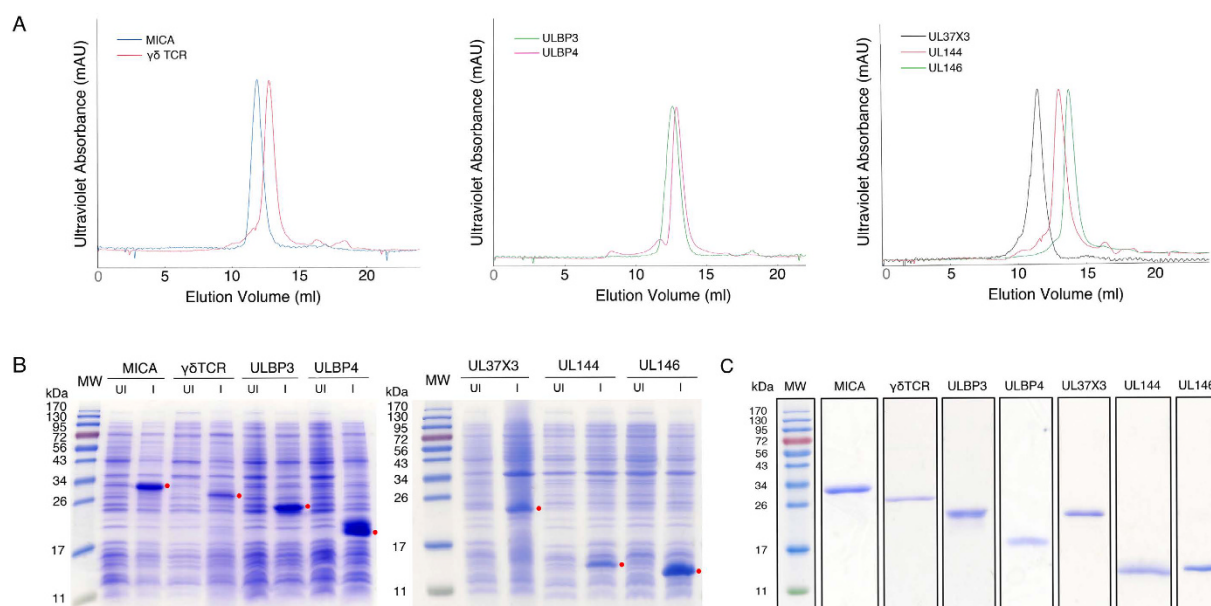 A
Ultraviolet Absorbance (mAU)
MICA
γδ TCR
0 5 10 15 20
Elution Volume (ml)
Ultraviolet Absorbance (mAU)
ULBP3
ULBP4
0 5 10 15 20
Elution Volume (ml)
Ultraviolet Absorbance (mAU)
UL37X3
UL144
UL146
0 5 10 15 20
Elution Volume (ml)
B
MICA γδTCR ULBP3 ULBP4
kDa MW UI I UI I UI I UI I
170
130
95
72
56
43
34
26
17
11
UL37X3 UL144 UL146
kDa MW UI I UI I UI I
170
130
95
72
56
43
34
26
17
11
C
kDa MW MICA γδTCR ULBP3 ULBP4 UL37X3 UL144 UL146
170
130
95
72
56
43
34
26
17
11